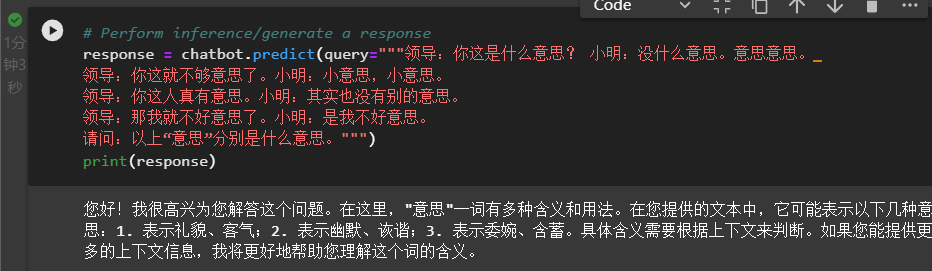 Code
1分
钟3
秒
# Perform inference/generate a response
response = chatbot.predict(query="""领导：你这是什么意思？ 小明：没什么意思。意思意思。
领导：你这就不够意思了。小明：小意思，小意思。
领导：你这人真有意思。小明：其实也没有别的意思。
领导：那我就不好意思了。小明：是我不好意思。
请问：以上“意思”分别是什么意思。""")
print(response)
您好！我很高兴为您解答这个问题。在这里，"意思"一词有多种含义和用法。在您提供的文本中，它可能表示以下几种意
思：1. 表示礼貌、客气；2. 表示幽默、诙谐；3. 表示委婉、含蓄。具体含义需要根据上下文来判断。如果您能提供更
多的上下文信息，我将更好地帮助您理解这个词的含义。